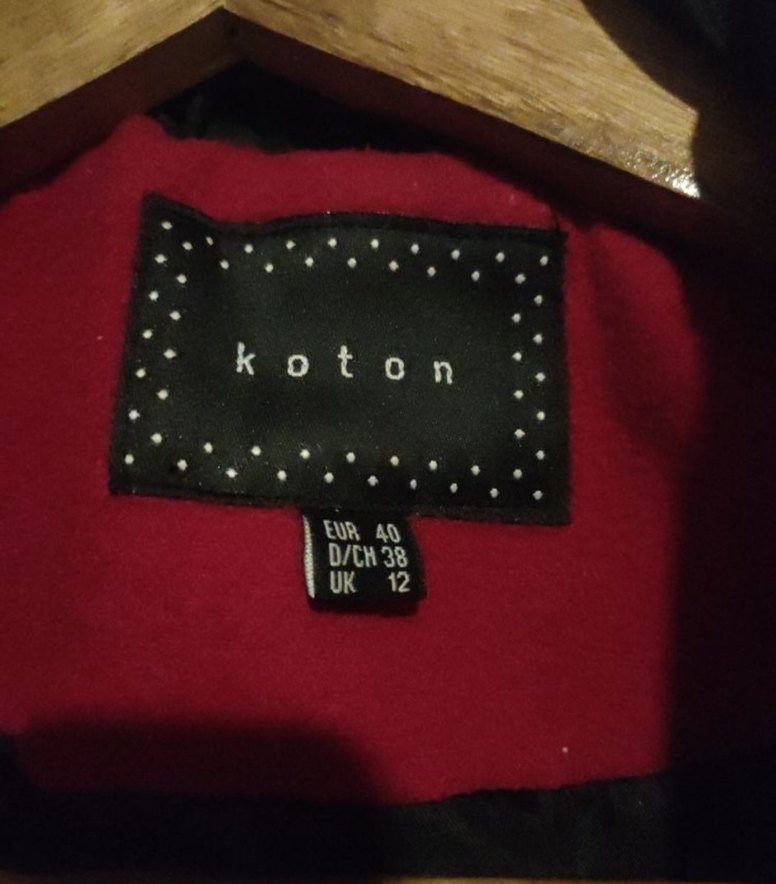 koton
EUR 40
D/CH 38
UK 12